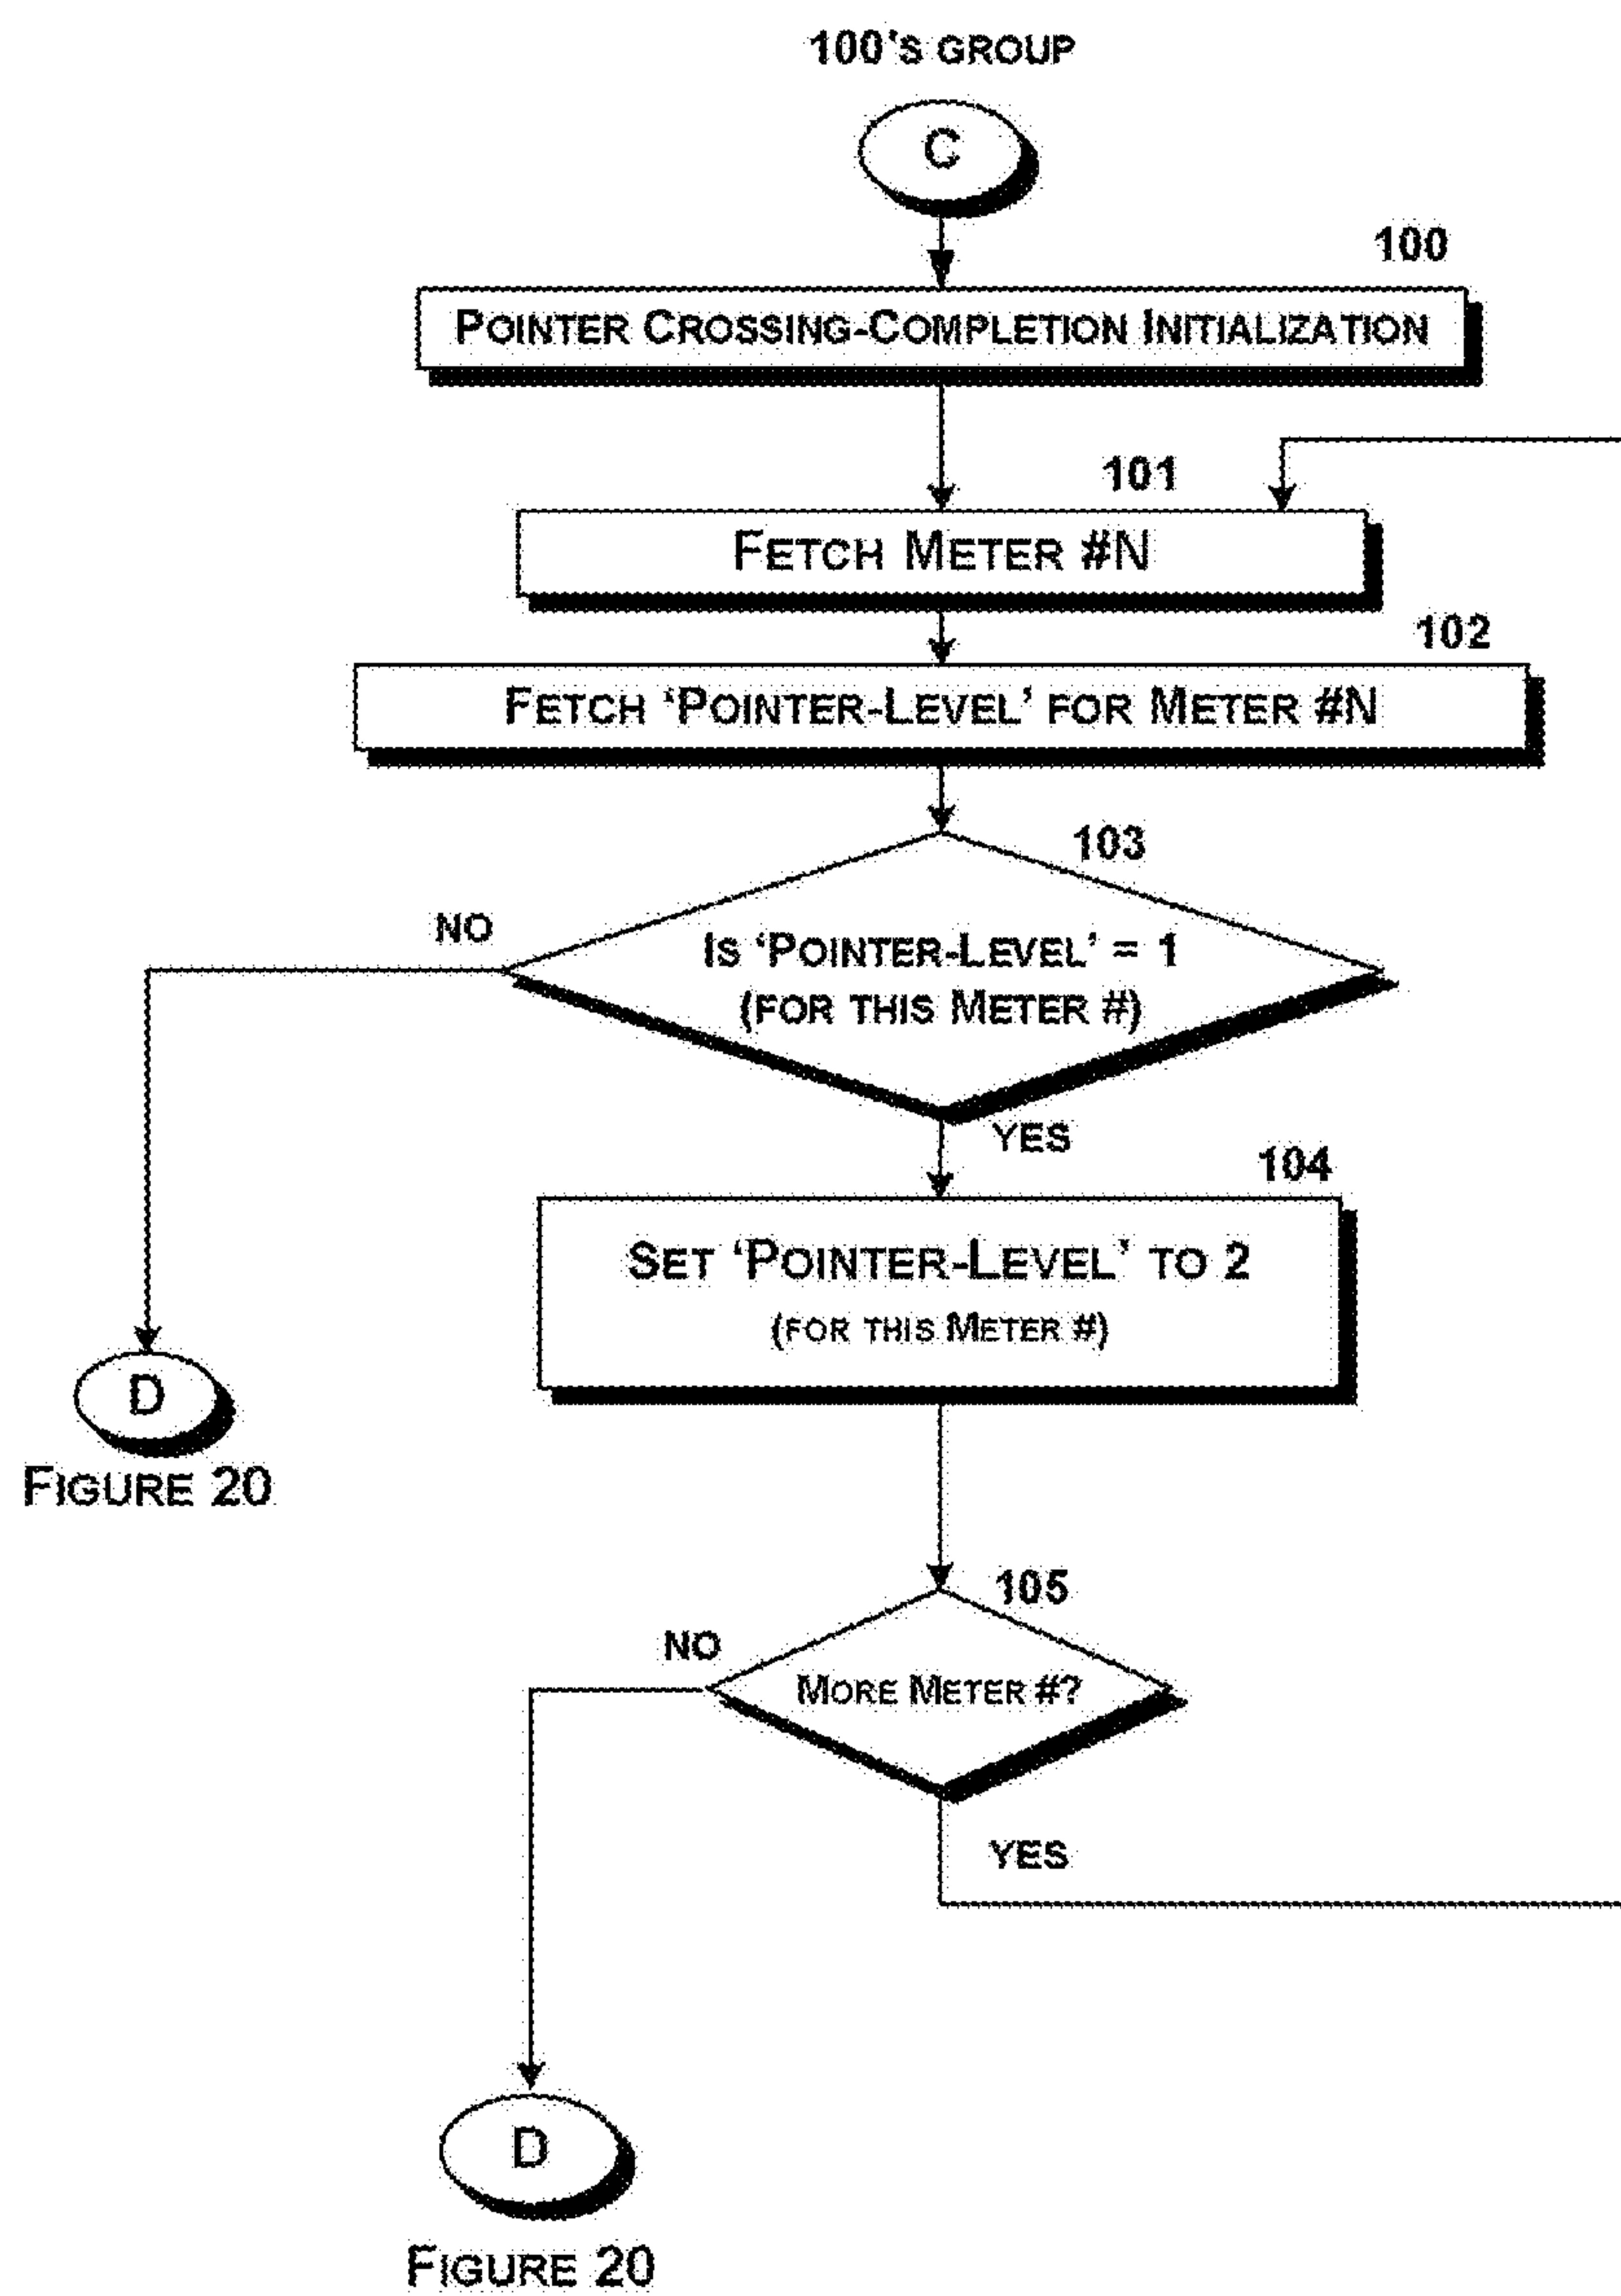 100's GROUP
C
100
POINTER CROSSING-COMPLETION INITIALIZATION
101
FETCH METER #N
102
FETCH 'POINTER-LEVEL' FOR METER #N
103
NO
IS 'POINTER-LEVEL' = 1
(FOR THIS METER #)
YES
104
SET 'POINTER-LEVEL' TO 2
(FOR THIS METER #)
D
FIGURE 20
105
NO
MORE METER #?
YES
D
FIGURE 20